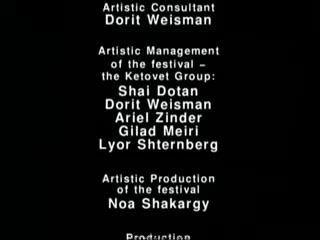 Artistic Consultant
Dorit Weisman
Artistic Management
of the festival –
the Ketovet Group:
Shai Dotan
Dorit Weisman
Ariel Zinder
Gilad Meiri
Lyor Shternberg
Artistic Production
of the festival
Noa Shakargy
Production